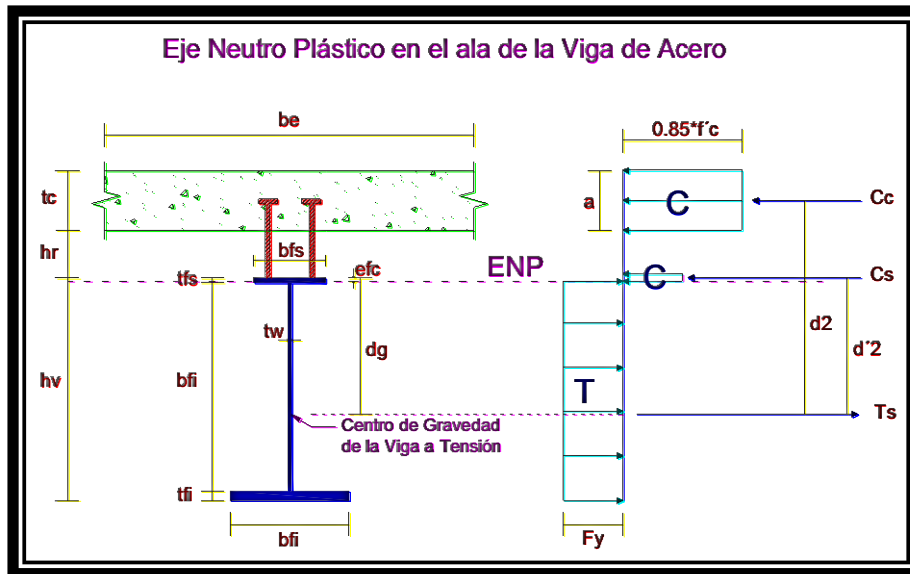 Eje Neutro Plástico en el ala de la Viga de Acero
be
0.85*f´c
tc
a
C
Cc
hr
bfs
efc
ENP
C
Cs
tfs
tw
dg
d2
d´2
hv
bfi
T
Ts
Centro de Gravedad
de la Viga a Tensión
tfi
bfi
Fy